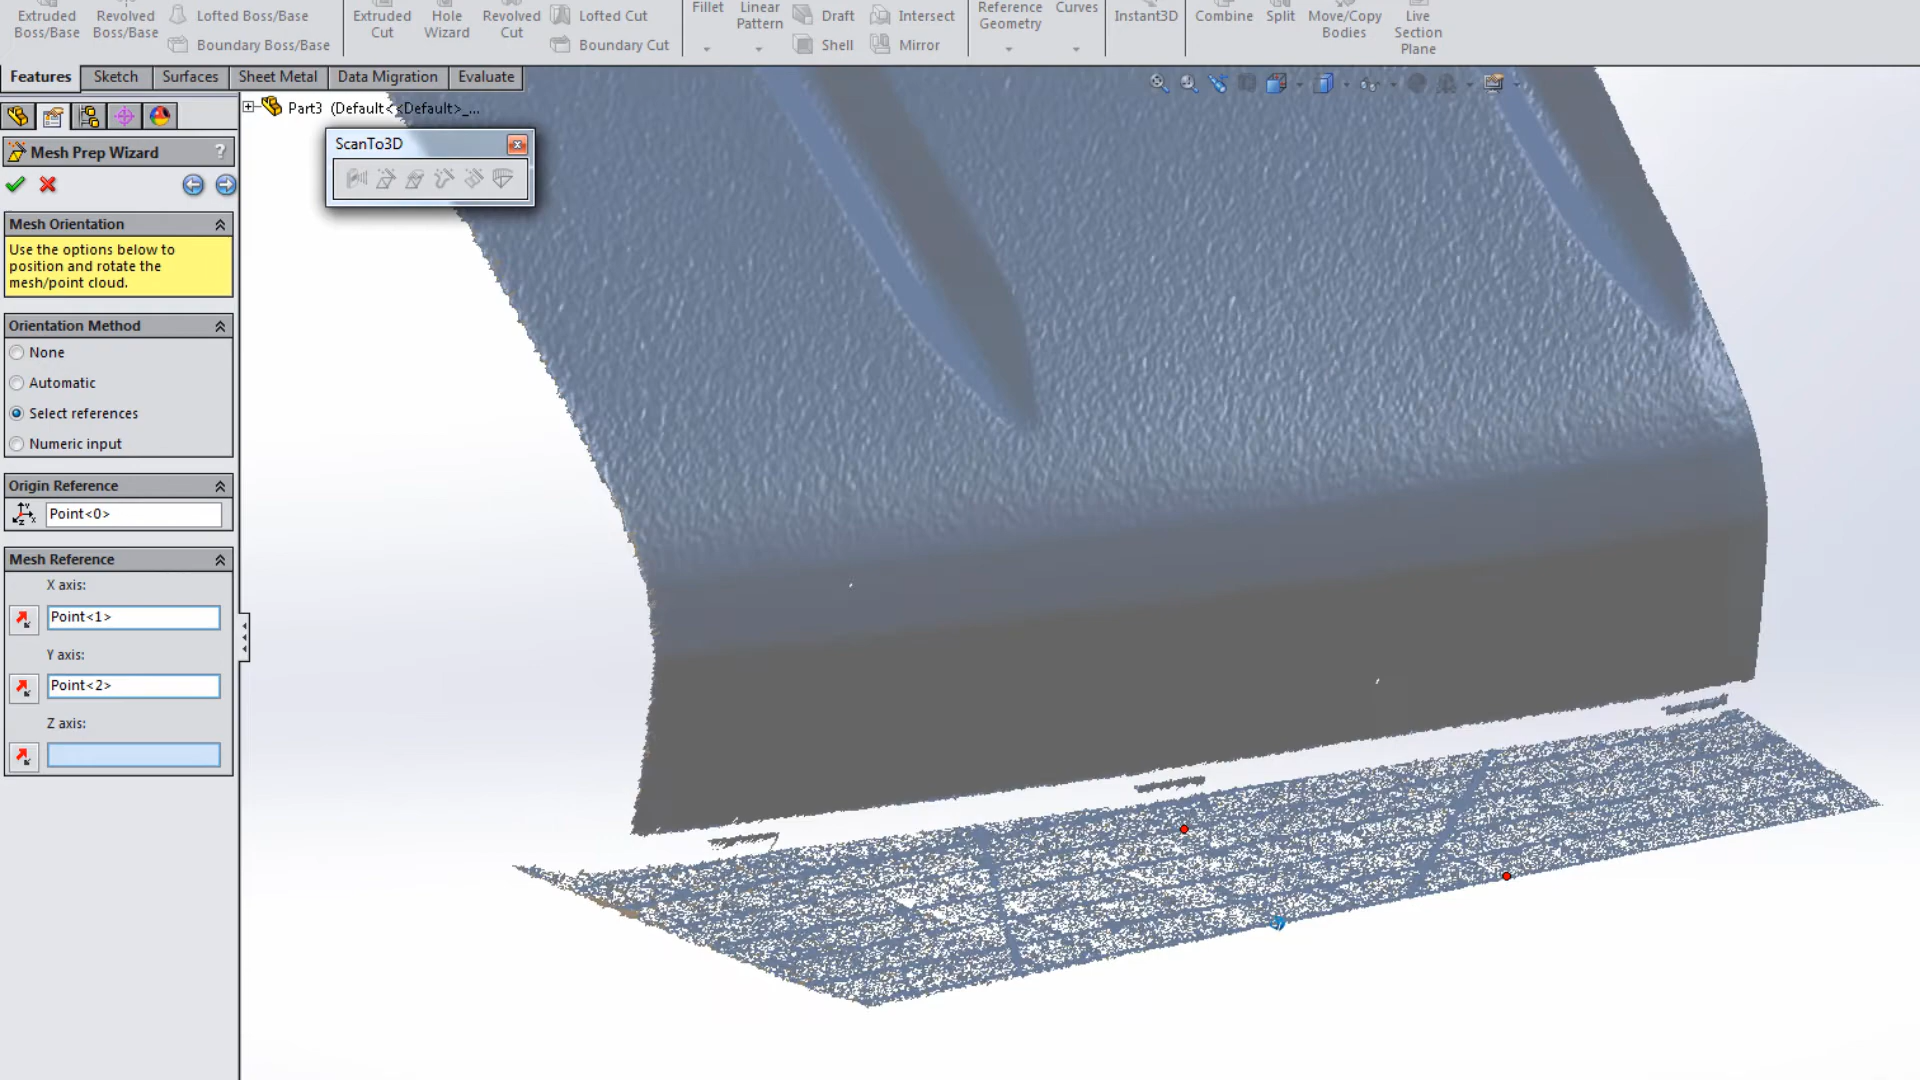 Extruded Boss/Base
Revolved Boss/Base
Lofted Boss/Base
Boundary Boss/Base
Extruded Cut
Hole Wizard
Revolved Cut
Lofted Cut
Boundary Cut
Fillet
Linear Pattern
Draft
Shell
Intersect
Mirror
Reference Geometry
Curves
Instant3D
Combine
Split
Move/Copy Bodies
Live Section Plane
Features
Sketch
Surfaces
Sheet Metal
Data Migration
Evaluate
Part3 (Default<<Default>_...
ScanTo3D
Mesh Prep Wizard
?
Mesh Orientation
Use the options below to
position and rotate the
mesh/point cloud.
Orientation Method
None
Automatic
Select references
Numeric input
Origin Reference
Point<0>
Mesh Reference
X axis:
Point<1>
Y axis:
Point<2>
Z axis: